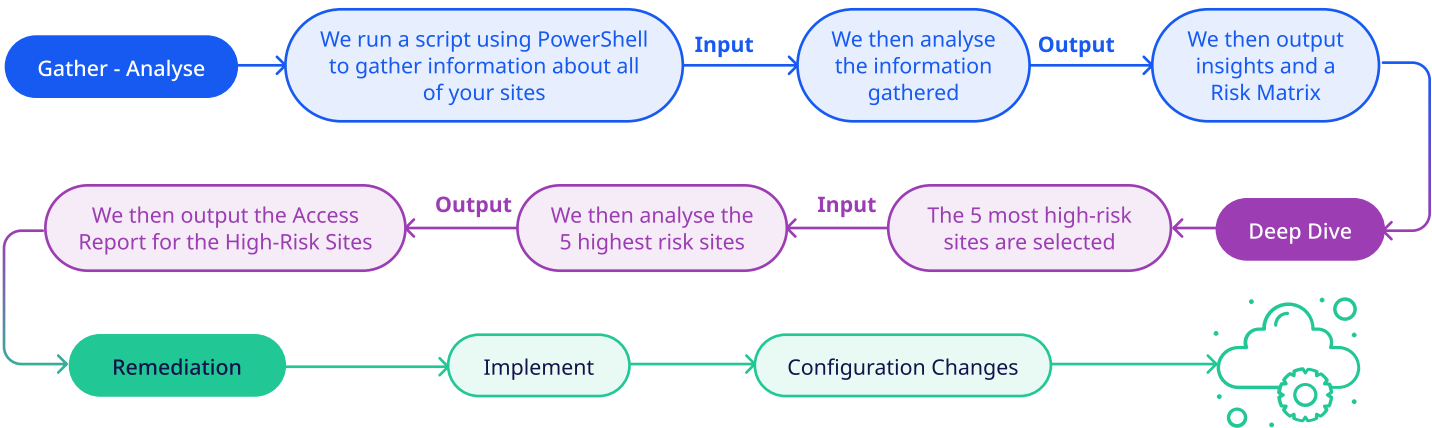 Gather - Analyse
We run a script using PowerShell
to gather information about all
of your sites
Input
We then analyse
the information
gathered
Output
We then output
insights and a
Risk Matrix
Deep Dive
The 5 most high-risk
sites are selected
Input
We then analyse the
5 highest risk sites
Output
We then output the Access
Report for the High-Risk Sites
Remediation
Implement
Configuration Changes